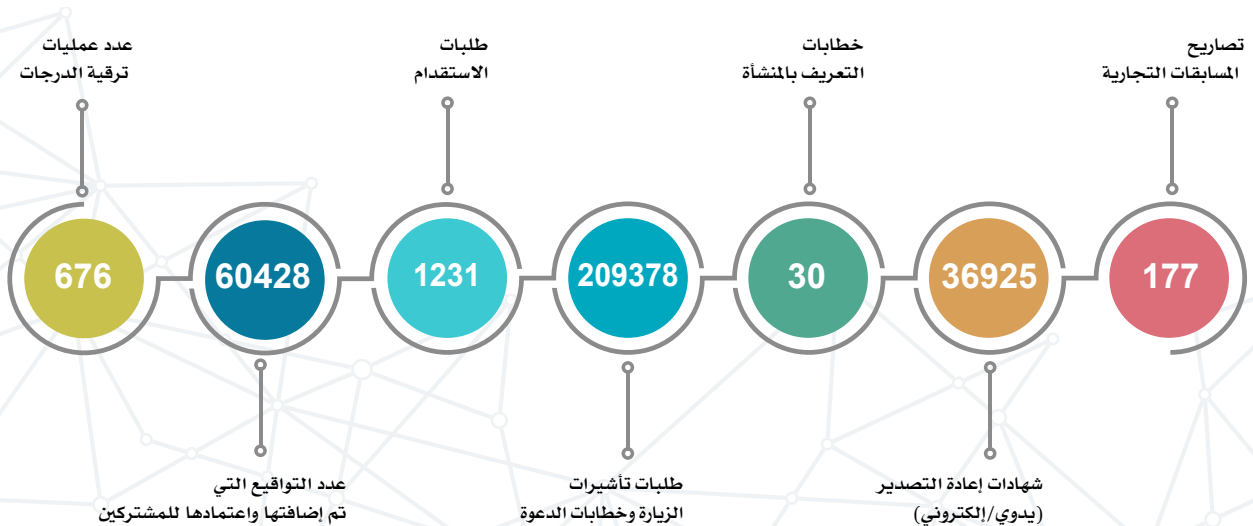 تصاريح
المسابقات التجارية
177
36925
شهادات إعادة التصدير
(يدوي/إلكتروني)
خطابات
التعريف بالمنشأة
30
209378
طلبات تأشيرات
الزيارة وخطابات الدعوة
طلبات
الاستقدام
1231
60428
عدد التواقيع التي
تم إضافتها واعتمادها للمشتركين
عدد عمليات
ترقية الدرجات
676